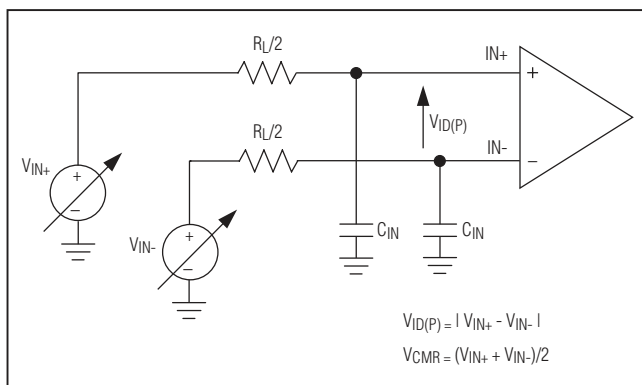 RL/2
IN+
+
RL/2
VID(P)
IN-
−
VIN+
+
−
VIN-
+
−
CIN
CIN
VID(P) = | VIN+ - VIN- |
VCMR = (VIN+ + VIN-)/2